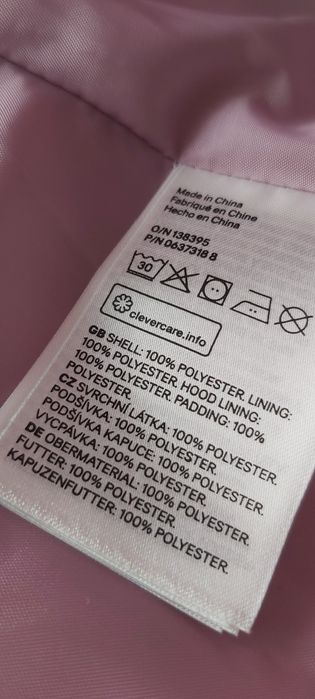 Made in China
Fabriqué en Chine
Hecho en China
O/N 138395
P/N 0637318 8
30
clevercare.info
GB SHELL: 100% POLYESTER. LINING:
100% POLYESTER. HOOD LINING:
100% POLYESTER. PADDING: 100%
POLYESTER.
CZ SVRCHNÍ LÁTKA: 100% POLYESTER.
PODŠÍVKA: 100% POLYESTER.
PODŠÍVKA KAPUCE: 100% POLYESTER.
VYCPÁVKA: 100% POLYESTER.
DE OBERMATERIAL: 100% POLYESTER.
FUTTER: 100% POLYESTER.
KAPUZENFUTTER: 100% POLYESTER.